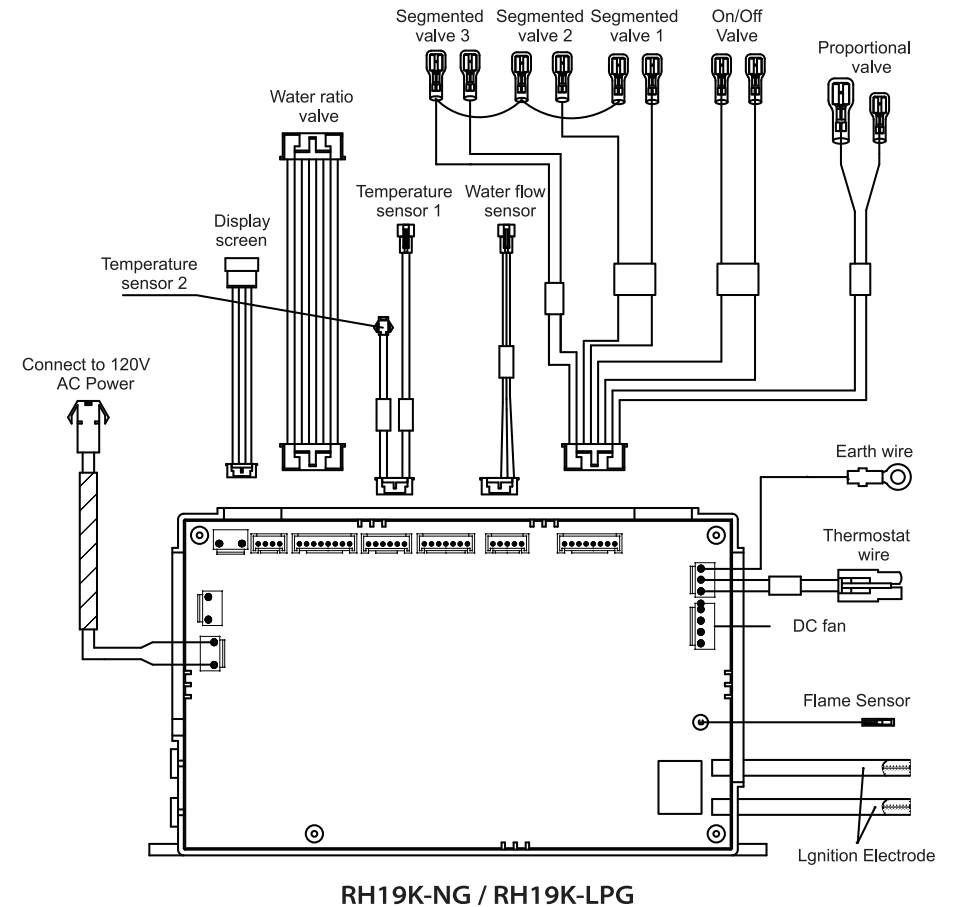 Segmented
valve 3
Segmented
valve 2
Segmented
valve 1
On/Off
Valve
Proportional
valve
Water ratio
valve
Temperature
sensor 1
Water flow
sensor
Display
screen
Temperature
sensor 2
Connect to 120V
AC Power
Earth wire
Thermostat
wire
DC fan
Flame Sensor
Lgnition Electrode
RH19K-NG / RH19K-LPG